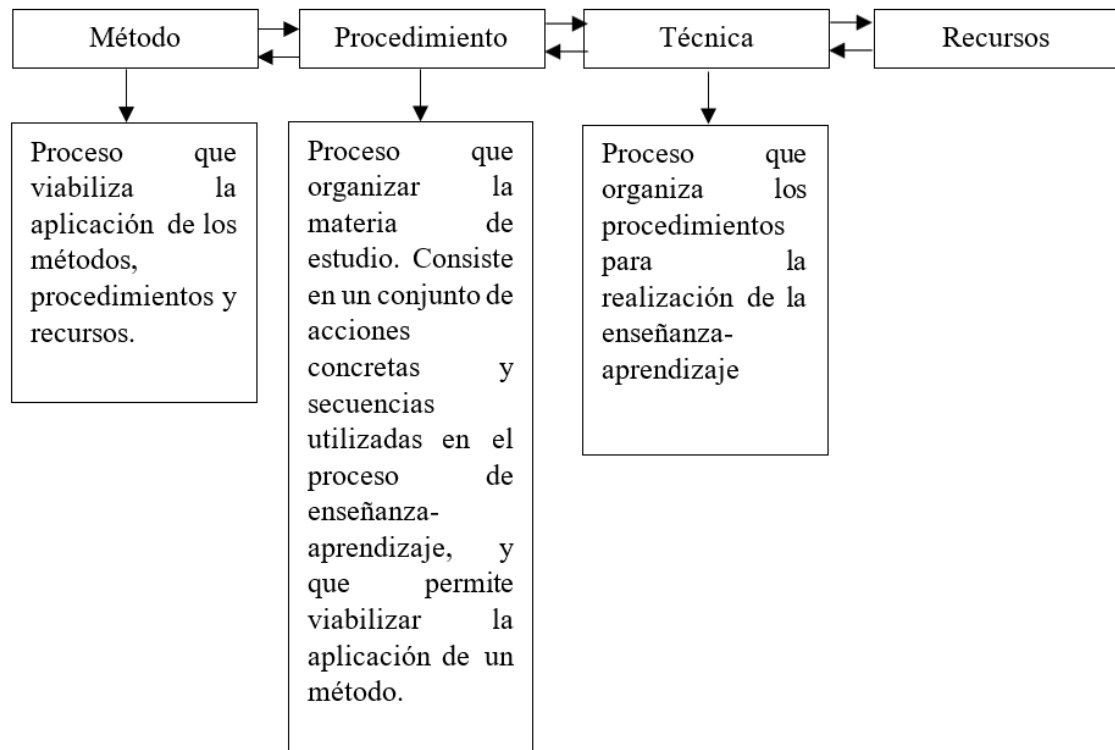 Método
Procedimiento
Técnica
Recursos
Proceso que
viabiliza la
aplicación de los
métodos,
procedimientos y
recursos.
Proceso que
organizar la
materia de
estudio. Consiste
en un conjunto de
acciones
concretas y
secuencias
utilizadas en el
proceso de
enseñanza-
aprendizaje, y
que permite
viabilizar la
aplicación de un
método.
Proceso que
organiza los
procedimientos
para la
realización de la
enseñanza-
aprendizaje